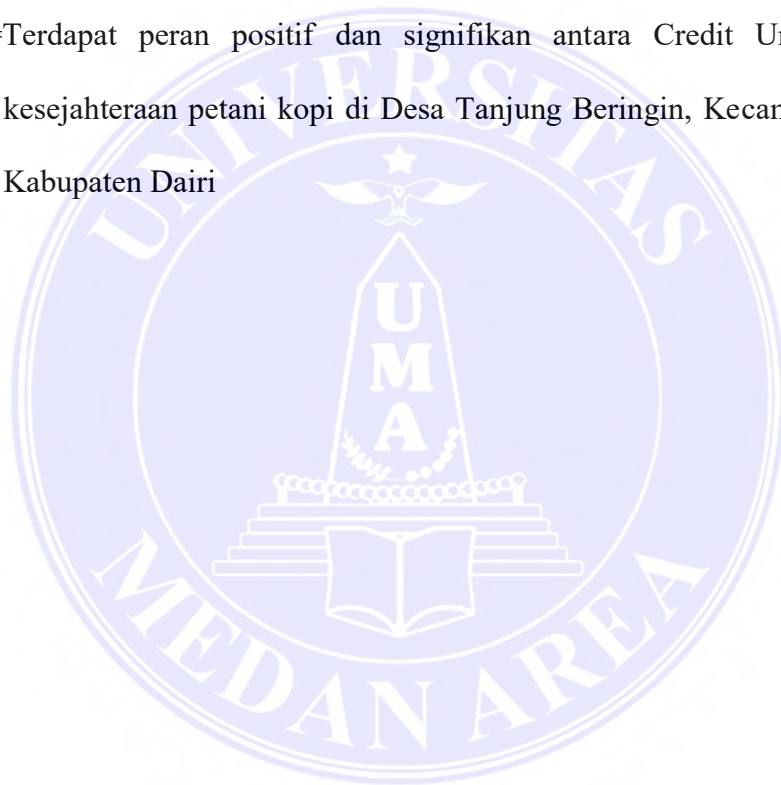 =Terdapat peran positif dan signifikan antara Credit
kesejahteraan petani kopi di Desa Tanjung Beringin,
Kabupaten Dairi
UNIVERSITAS
UMA
MEDAN AREA